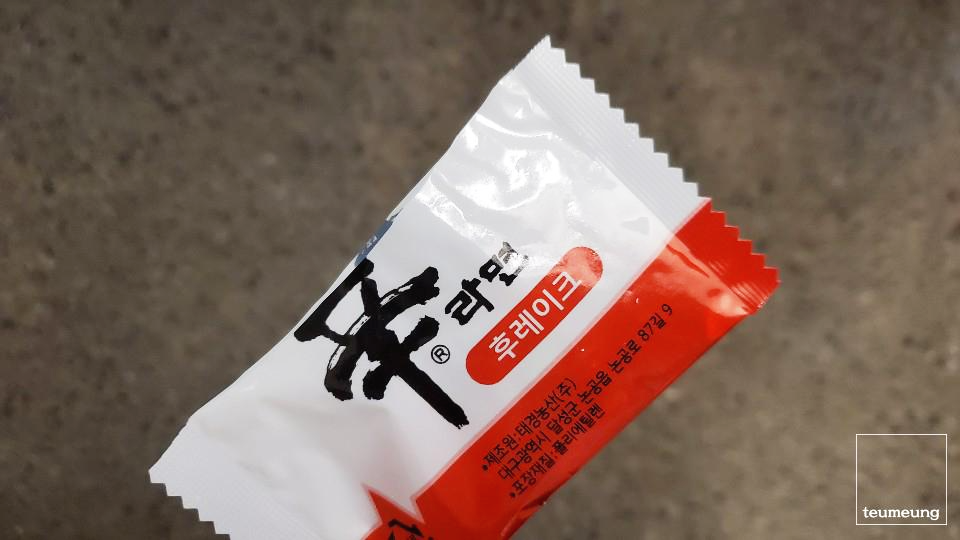 辛®
라면
후레이크
•제조원:태경농산(주)
대구광역시 달성군 논공읍 논공로 87길 9
•포장재질:폴리에틸렌
teumeung